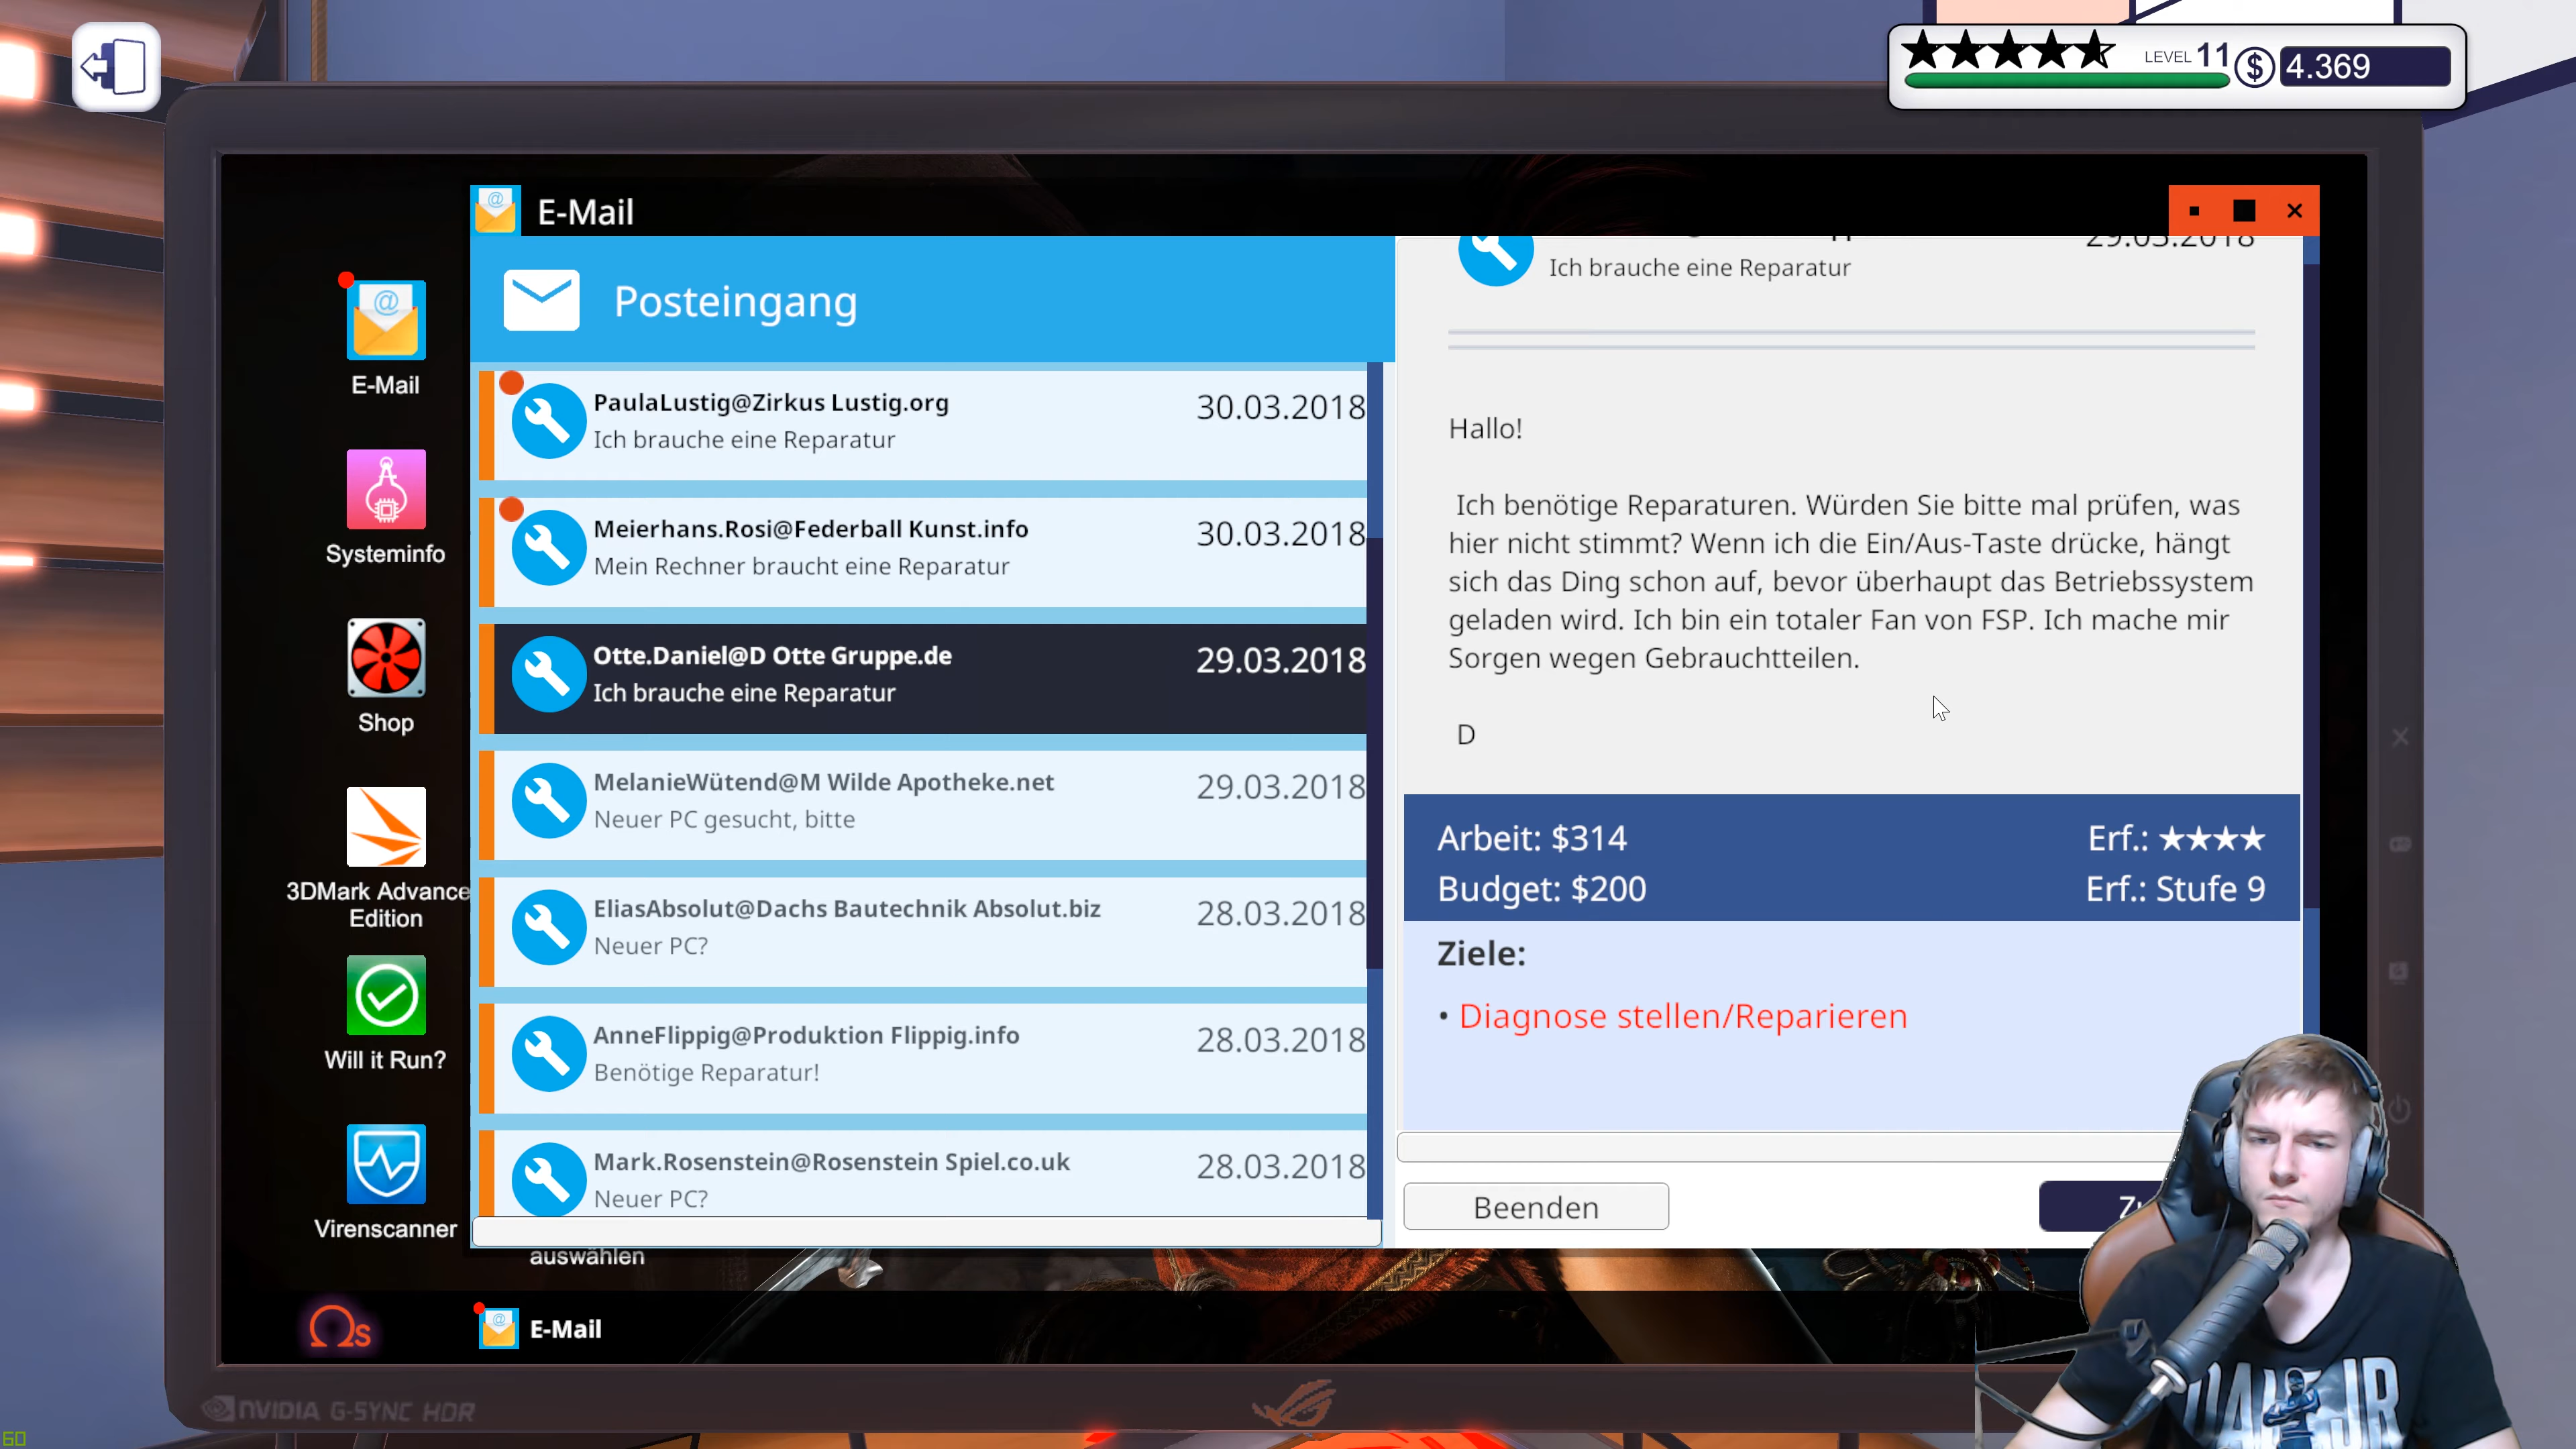 LEVEL 11 $ 4.369
E-Mail
Posteingang
E-Mail
Systeminfo
Shop
3DMark Advance
Edition
Will it Run?
Virenscanner
PaulaLustig@Zirkus Lustig.org 30.03.2018
Ich brauche eine Reparatur
Meierhans.Rosi@Federball Kunst.info 30.03.2018
Mein Rechner braucht eine Reparatur
Otte.Daniel@D Otte Gruppe.de 29.03.2018
Ich brauche eine Reparatur
MelanieWütend@M Wilde Apotheke.net 29.03.2018
Neuer PC gesucht, bitte
EliasAbsolut@Dachs Bautechnik Absolut.biz 28.03.2018
Neuer PC?
AnneFlippig@Produktion Flippig.info 28.03.2018
Benötige Reparatur!
Mark.Rosenstein@Rosenstein Spiel.co.uk 28.03.2018
Neuer PC?
auswählen
29.03.2018
Ich brauche eine Reparatur
Hallo!
Ich benötige Reparaturen. Würden Sie bitte mal prüfen, was
hier nicht stimmt? Wenn ich die Ein/Aus-Taste drücke, hängt
sich das Ding schon auf, bevor überhaupt das Betriebssystem
geladen wird. Ich bin ein totaler Fan von FSP. Ich mache mir
Sorgen wegen Gebrauchtteilen.
D
Arbeit: $314 Erf.: ★★★★
Budget: $200 Erf.: Stufe 9
Ziele:
• Diagnose stellen/Reparieren
Beenden
Ωs
E-Mail
NVIDIA G-SYNC HDR
60